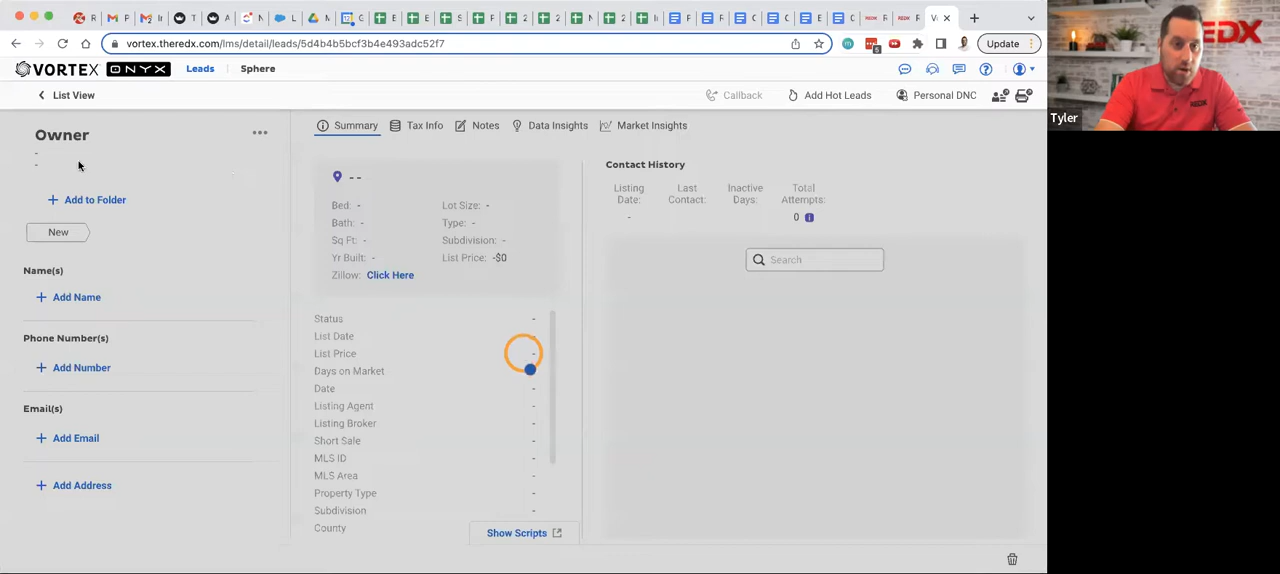 vortex.theredx.com/lms/detail/leads/5d4b4b5bcf3b4e493adc52f7
Update
VORTEX ONYX Leads Sphere
List View
Callback Add Hot Leads Personal DNC
Owner
-
-
Add to Folder
New
Name(s)
Add Name
Phone Number(s)
Add Number
Email(s)
Add Email
Add Address
Summary Tax Info Notes Data Insights Market Insights
- -
Bed: - Lot Size: -
Bath: - Type: -
Sq Ft: - Subdivision: -
Yr Built: - List Price: -$0
Zillow: Click Here
Status -
List Date -
List Price -
Days on Market
Date -
Listing Agent -
Listing Broker -
Short Sale -
MLS ID -
MLS Area -
Property Type -
Subdivision -
County -
Show Scripts
Contact History
Listing Date: Last Contact: Inactive Days: Total Attempts:
- 0
Search
REDX
REDX
Tyler